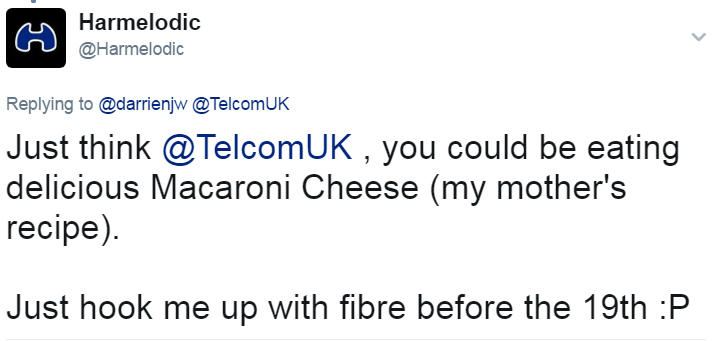 Harmelodic
@Harmelodic
Replying to @darrienjw @TelcomUK
Just think @TelcomUK , you could be eating
delicious Macaroni Cheese (my mother's
recipe).
Just hook me up with fibre before the 19th :P